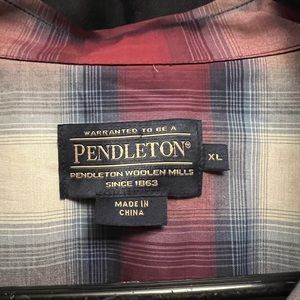 WARRANTED TO BE A
PENDLETON®
PENDLETON WOOLEN MILLS
SINCE 1863
XL
MADE IN
CHINA